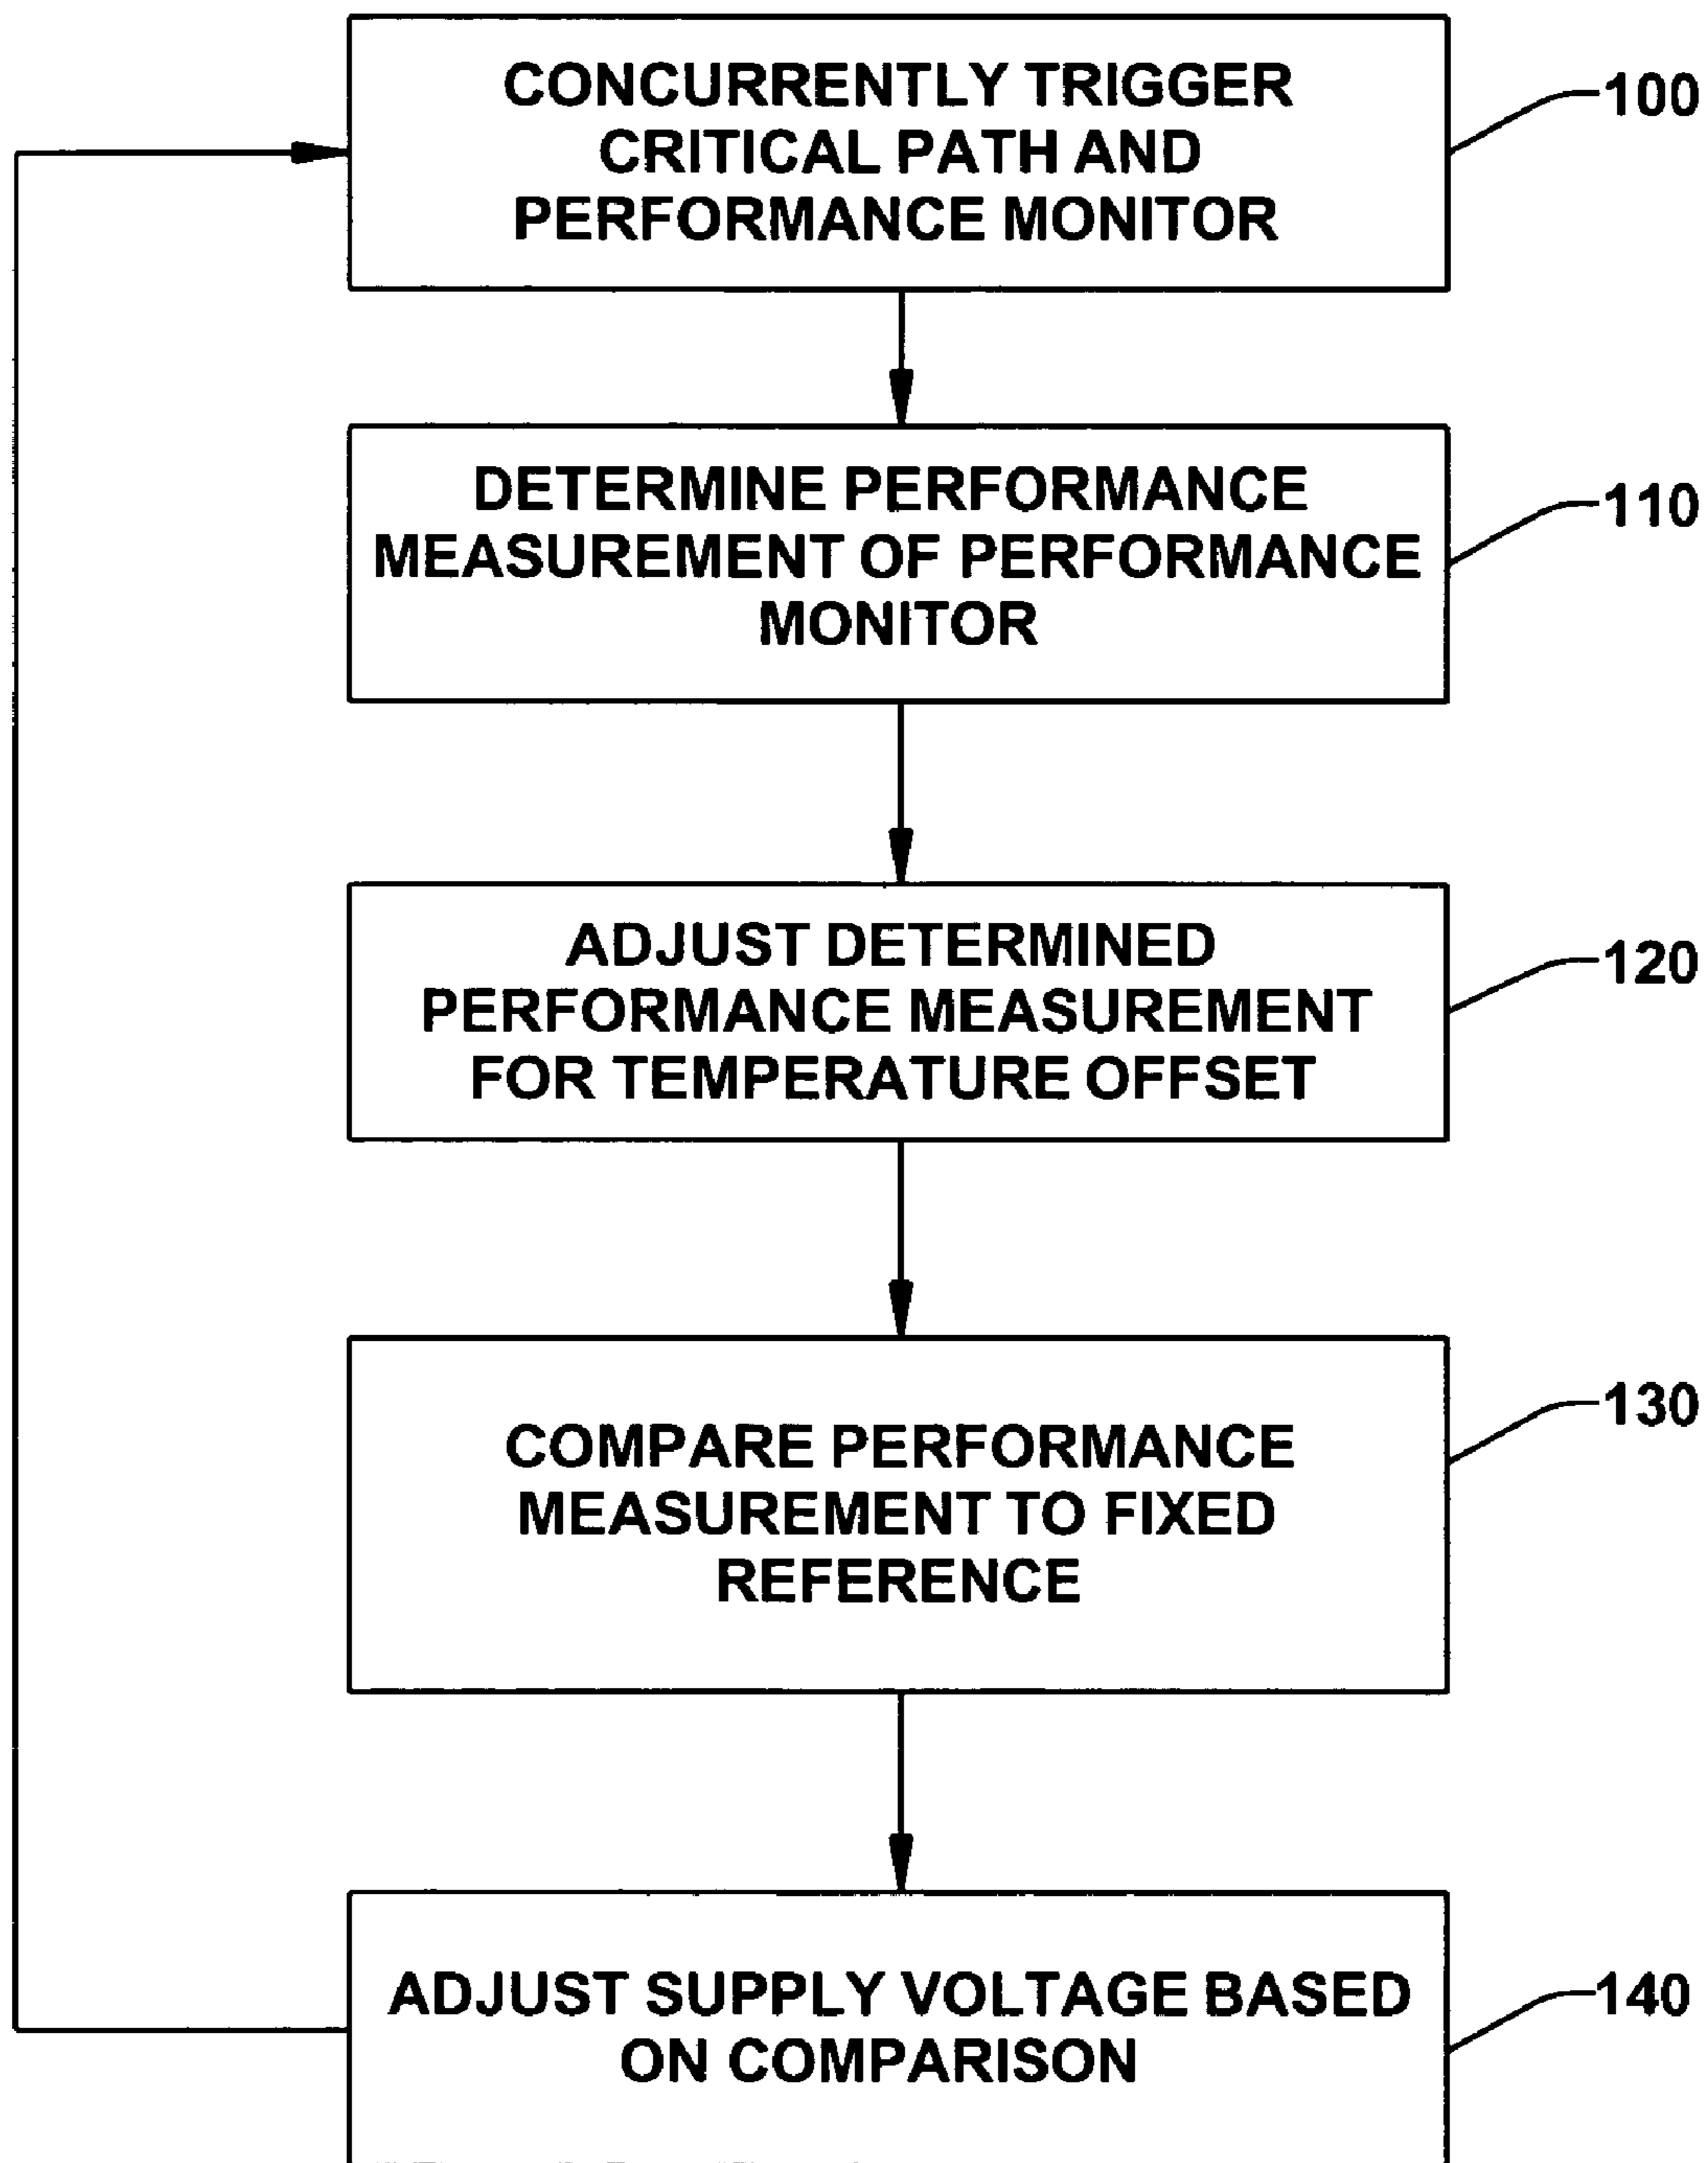 CONCURRENTLY TRIGGER
CRITICAL PATH AND
PERFORMANCE MONITOR
100
DETERMINE PERFORMANCE
MEASUREMENT OF PERFORMANCE
MONITOR
110
ADJUST DETERMINED
PERFORMANCE MEASUREMENT
FOR TEMPERATURE OFFSET
120
COMPARE PERFORMANCE
MEASUREMENT TO FIXED
REFERENCE
130
ADJUST SUPPLY VOLTAGE BASED
ON COMPARISON
140